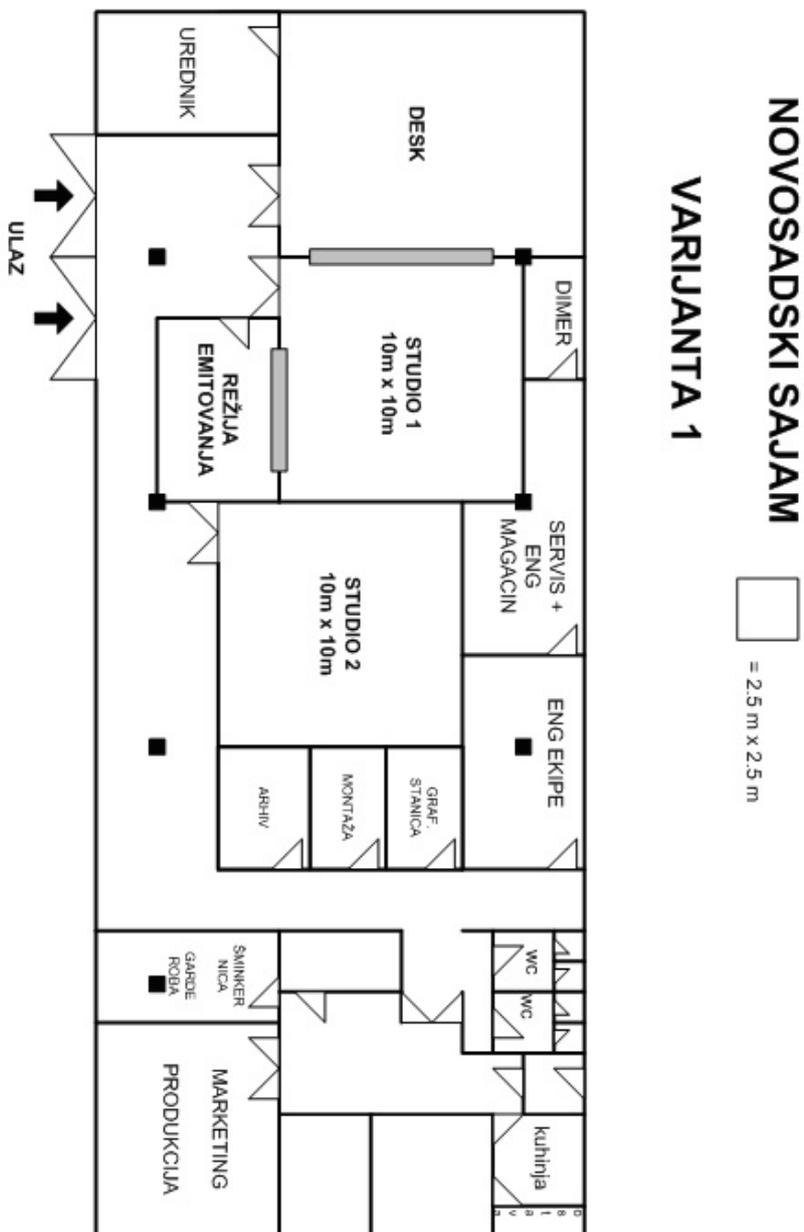 NOVOSADSKI SAJAM
= 2.5 m x 2.5 m
VARIJANTA 1
DIMER
SERVIS +
ENG
MAGACIN
ENG EKIPE
WC
WC
kuhinja
ostava
DESK
STUDIO 1
10m x 10m
STUDIO 2
10m x 10m
GRAF.
STANICA
MONTAŽA
ARHIV
UREDNIK
REŽIJA
EMITOVANJA
ŠMINKER
NICA
GARDE
ROBA
MARKETING
PRODUKCIJA
ULAZ